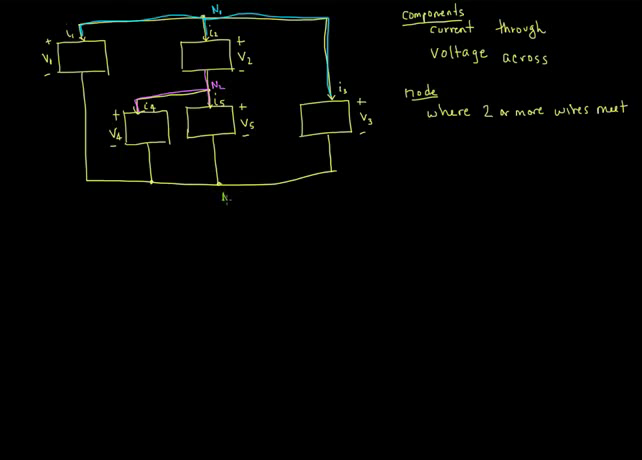 N₁
i₁
i₂
+
V₁
-
+
V₂
-
N₂
i₃
i₄
i₅
+
V₄
-
+
V₅
-
+
V₃
-
N
Components
current through
Voltage across
node
where 2 or more wires meet